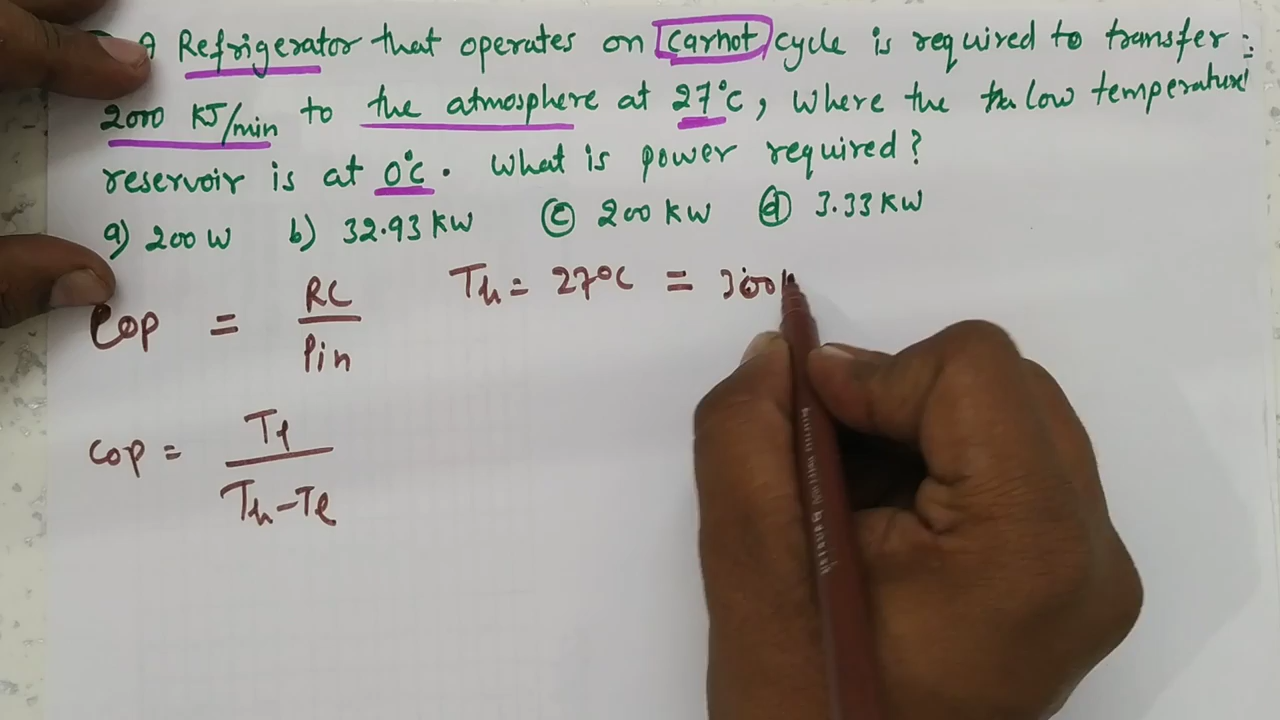 A Refrigerator that operates on Carnot cycle is required to transfer :
2000 KJ/min to the atmosphere at 27°C, where the low temperature
reservoir is at 0°C. What is power required?
a) 200 W b) 32.93 KW (c) 200 KW (d) 3.33 KW
Cop = RC / Pin Th = 27°C = 300
Cop = Tl / Th - Tl